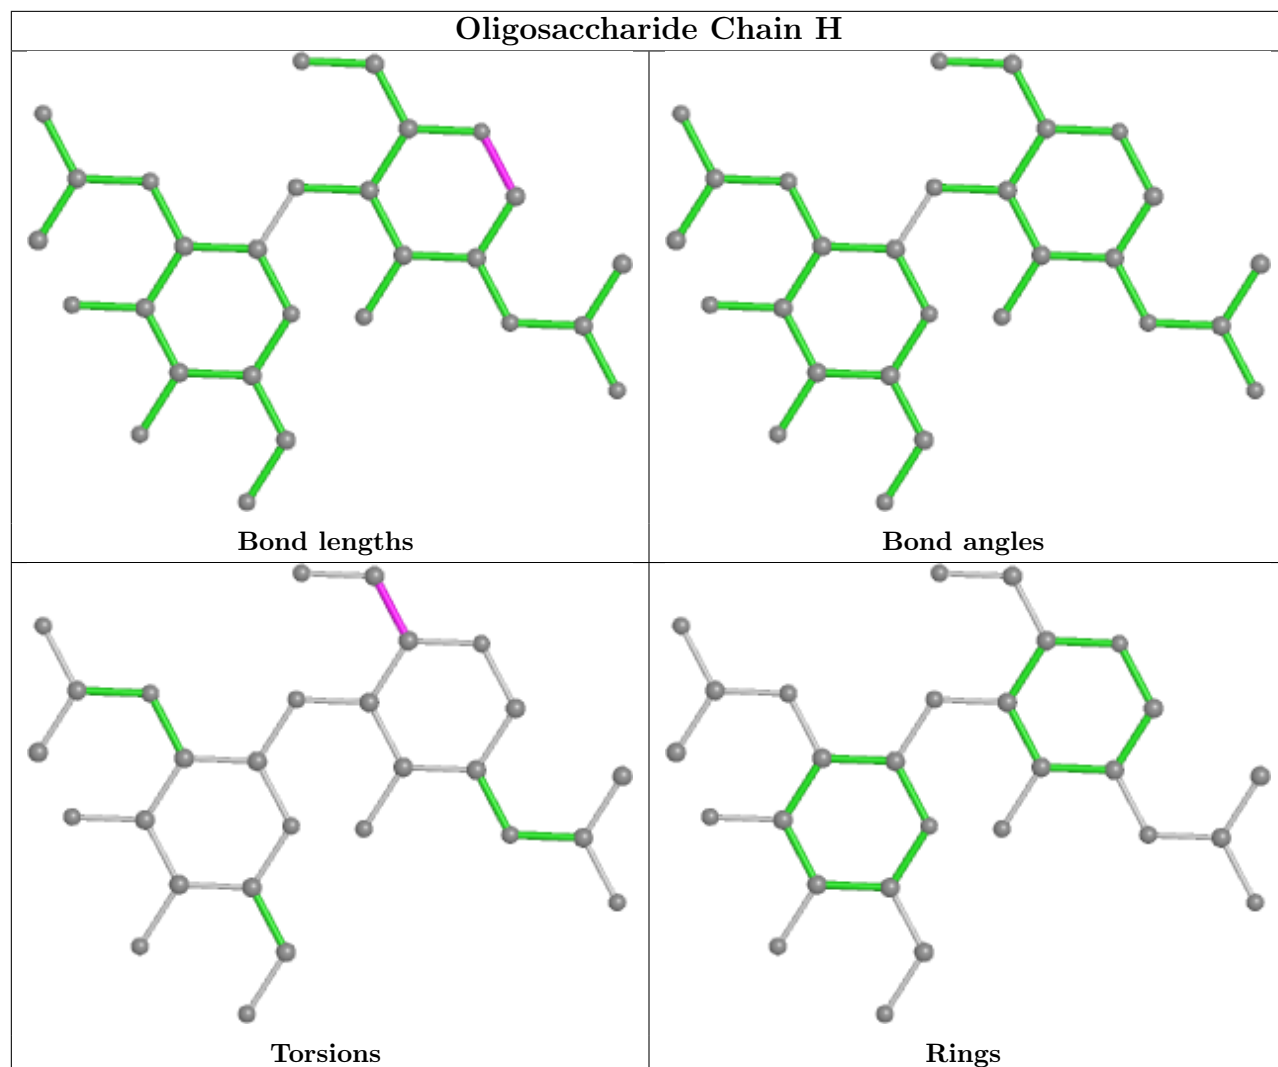 Oligosaccharide Chain H
Bond lengths
Bond angles
Torsions
Rings